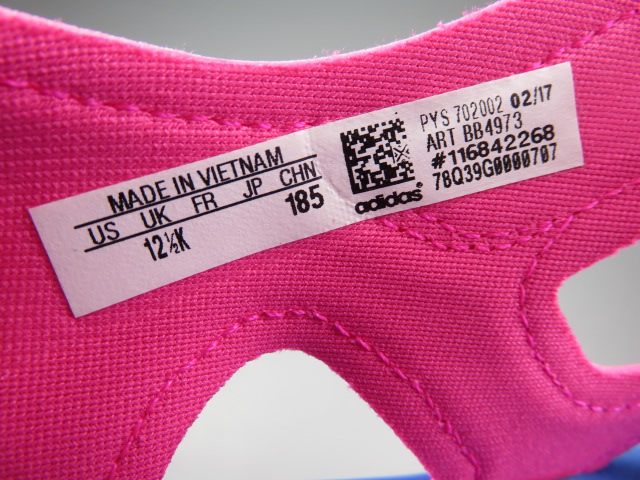 MADE IN VIETNAM
US UK FR JP CHN
12½K 185
adidas
PYS 702002 02/17
ART BB4973
#116842268
78Q39G0000707